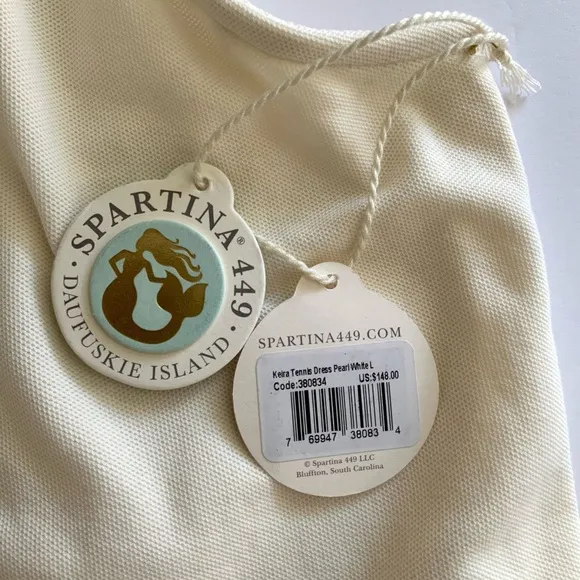 SPARTINA® 449
· DAUFUSKIE ISLAND ·
SPARTINA449.COM
Keira Tennis Dress Pearl White L
Code:380834 US:$148.00
7 69947 38083 4
© Spartina 449 LLC
Bluffton, South Carolina